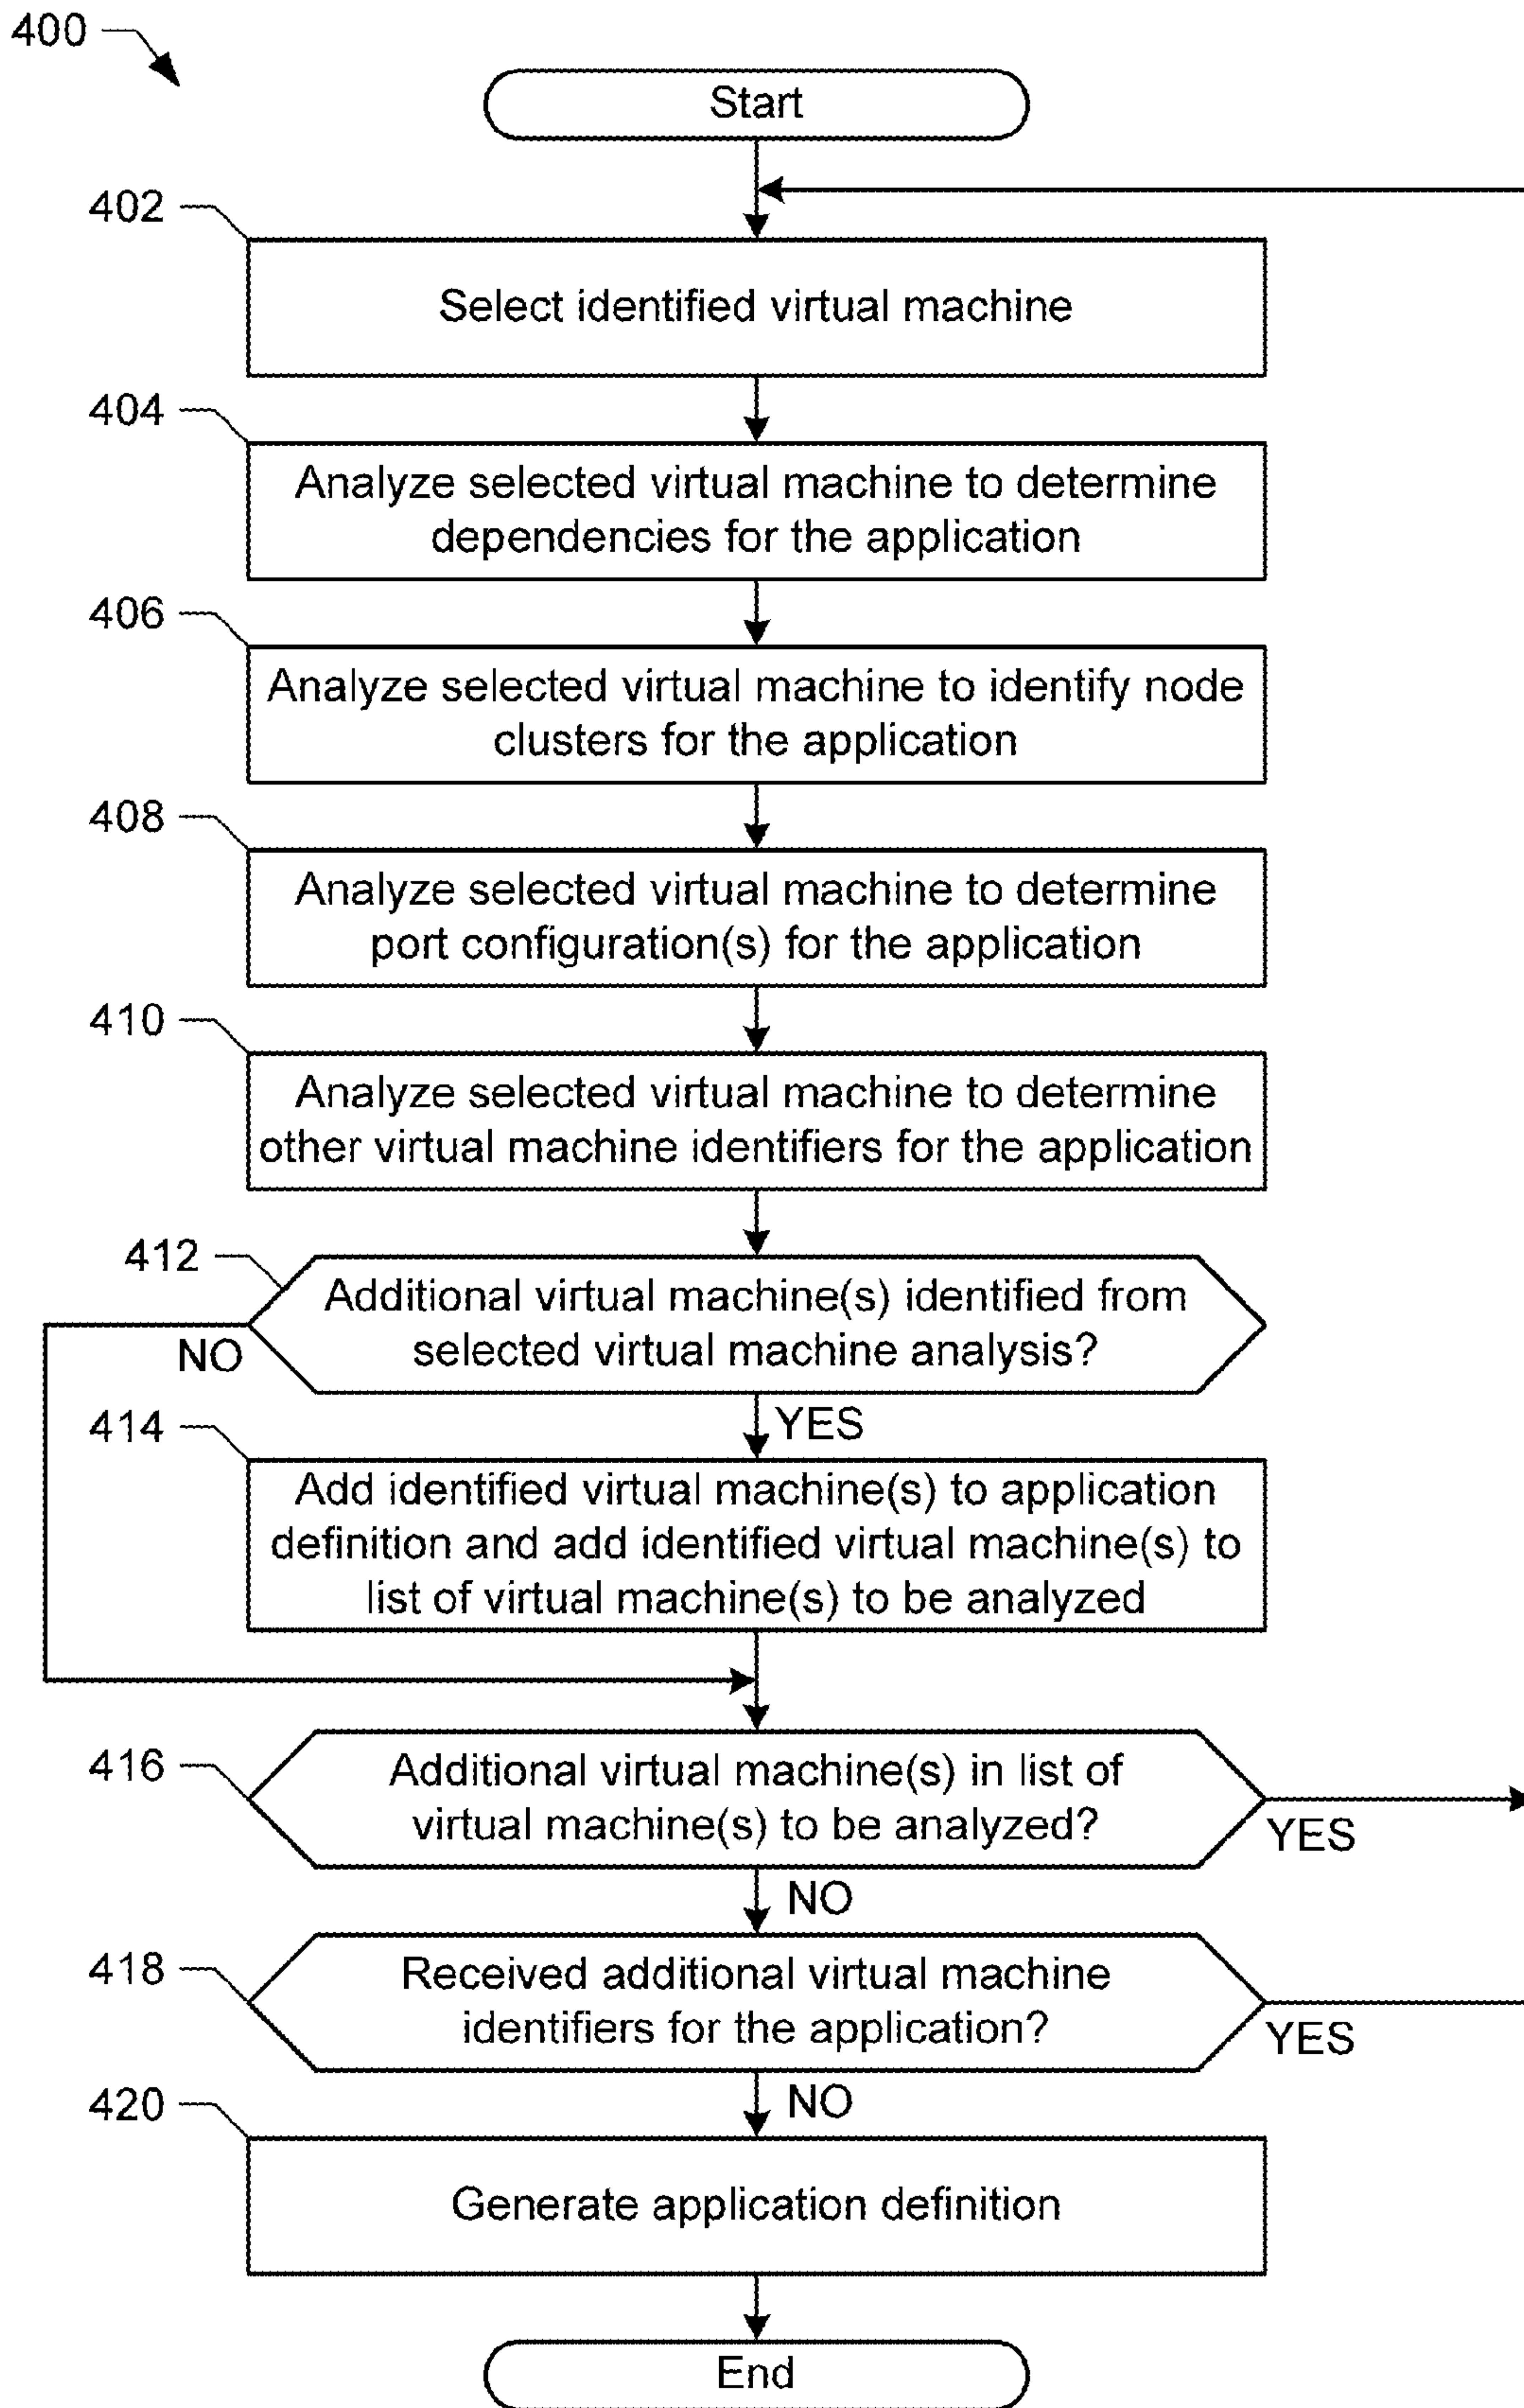 400
Start
402
Select identified virtual machine
404
Analyze selected virtual machine to determine
dependencies for the application
406
Analyze selected virtual machine to identify node
clusters for the application
408
Analyze selected virtual machine to determine
port configuration(s) for the application
410
Analyze selected virtual machine to determine
other virtual machine identifiers for the application
412
Additional virtual machine(s) identified from
selected virtual machine analysis?
NO
YES
414
Add identified virtual machine(s) to application
definition and add identified virtual machine(s) to
list of virtual machine(s) to be analyzed
416
Additional virtual machine(s) in list of
virtual machine(s) to be analyzed?
YES
NO
418
Received additional virtual machine
identifiers for the application?
YES
NO
420
Generate application definition
End